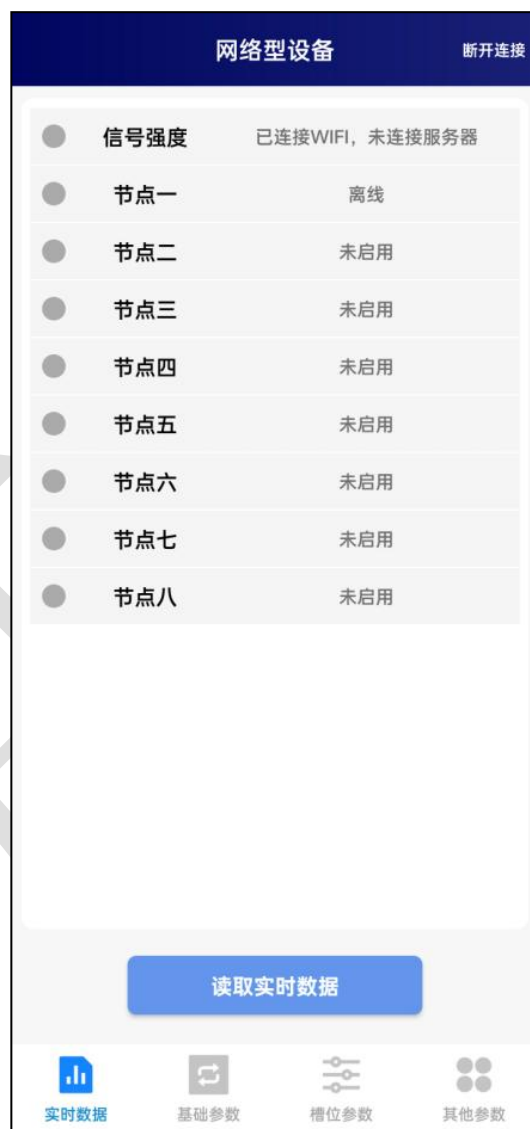 网络型设备 断开连接
信号强度 已连接WIFI，未连接服务器
节点一 离线
节点二 未启用
节点三 未启用
节点四 未启用
节点五 未启用
节点六 未启用
节点七 未启用
节点八 未启用
读取实时数据
实时数据 基础参数 槽位参数 其他参数